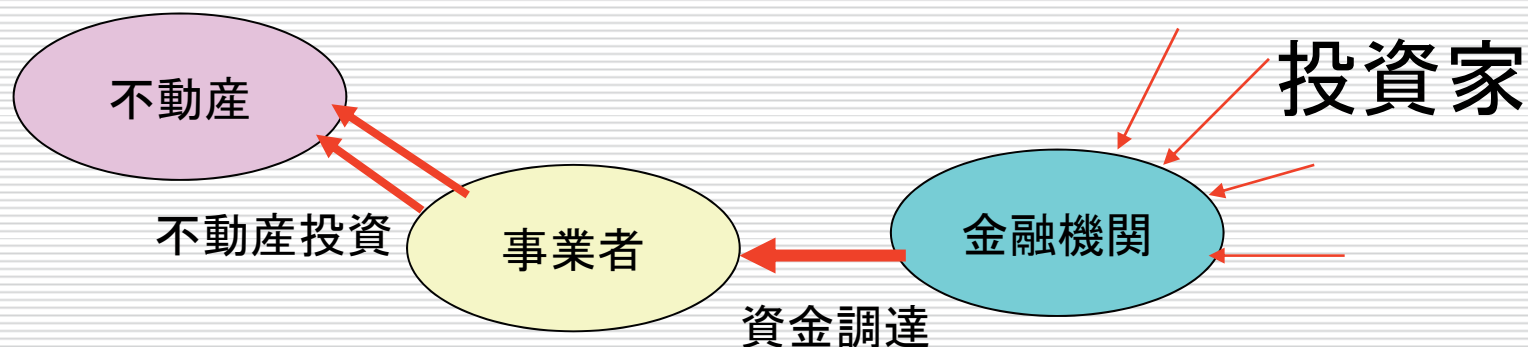 投資家
不動産
不動産投資
事業者
金融機関
資金調達